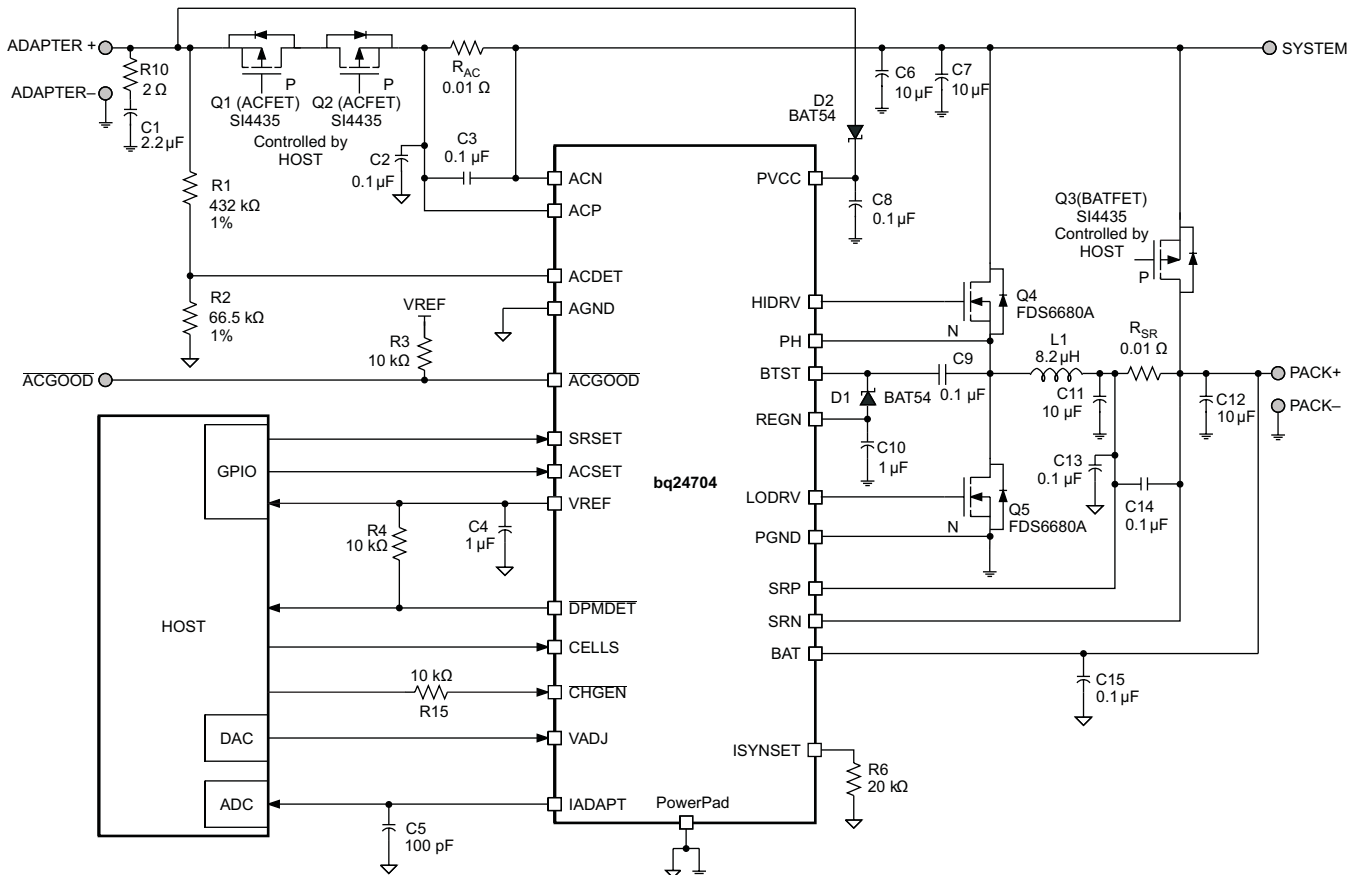 ADAPTER +
ADAPTER–
R10
2 Ω
C1
2.2 µF
P
Q1 (ACFET)
SI4435
P
Q2 (ACFET)
SI4435
Controlled by
HOST
RAC
0.01 Ω
C2
0.1 µF
C3
0.1 µF
R1
432 kΩ
1%
R2
66.5 kΩ
1%
VREF
R3
10 kΩ
ACGOOD
HOST
GPIO
DAC
ADC
R4
10 kΩ
C4
1 µF
10 kΩ
R15
C5
100 pF
bq24704
ACN
ACP
ACDET
AGND
ACGOOD
SRSET
ACSET
VREF
DPMDET
CELLS
CHGEN
VADJ
IADAPT
PowerPad
PVCC
HIDRV
PH
BTST
REGN
LODRV
PGND
SRP
SRN
BAT
ISYNSET
D2
BAT54
C8
0.1 µF
C6
10 µF
C7
10 µF
SYSTEM
Q3(BATFET)
SI4435
Controlled by
HOST
P
Q4
FDS6680A
N
C9
0.1 µF
D1
BAT54
C10
1 µF
L1
8.2 µH
RSR
0.01 Ω
C11
10 µF
C12
10 µF
PACK+
PACK–
C13
0.1 µF
C14
0.1 µF
Q5
FDS6680A
N
C15
0.1 µF
R6
20 kΩ